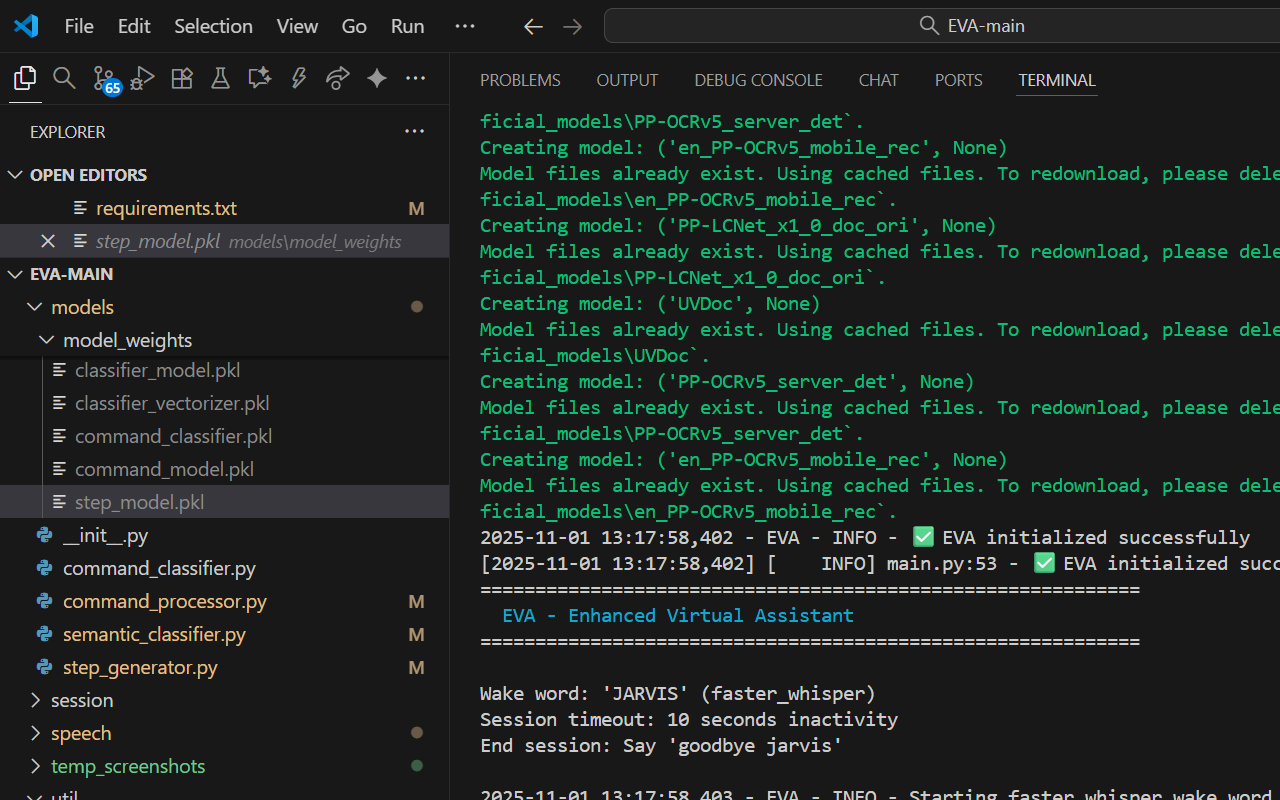 File Edit Selection View Go Run ···
EVA-main
65
EXPLORER
OPEN EDITORS
requirements.txt M
step_model.pkl models\model_weights
EVA-MAIN
models
model_weights
classifier_model.pkl
classifier_vectorizer.pkl
command_classifier.pkl
command_model.pkl
step_model.pkl
__init__.py
command_classifier.py
command_processor.py M
semantic_classifier.py M
step_generator.py M
session
speech
temp_screenshots
util
PROBLEMS OUTPUT DEBUG CONSOLE CHAT PORTS TERMINAL
ficial_models\PP-OCRv5_server_det`.
Creating model: ('en_PP-OCRv5_mobile_rec', None)
Model files already exist. Using cached files. To redownload, please dele
ficial_models\en_PP-OCRv5_mobile_rec`.
Creating model: ('PP-LCNet_x1_0_doc_ori', None)
Model files already exist. Using cached files. To redownload, please dele
ficial_models\PP-LCNet_x1_0_doc_ori`.
Creating model: ('UVDoc', None)
Model files already exist. Using cached files. To redownload, please dele
ficial_models\UVDoc`.
Creating model: ('PP-OCRv5_server_det', None)
Model files already exist. Using cached files. To redownload, please dele
ficial_models\PP-OCRv5_server_det`.
Creating model: ('en_PP-OCRv5_mobile_rec', None)
Model files already exist. Using cached files. To redownload, please dele
ficial_models\en_PP-OCRv5_mobile_rec`.
2025-11-01 13:17:58,402 - EVA - INFO - ✅ EVA initialized successfully
[2025-11-01 13:17:58,402] [    INFO] main.py:53 - ✅ EVA initialized succ
============================================================
EVA - Enhanced Virtual Assistant
============================================================
Wake word: 'JARVIS' (faster_whisper)
Session timeout: 10 seconds inactivity
End session: Say 'goodbye jarvis'
2025-11-01 13:17:58,403 - EVA - INFO - Starting faster_whisper wake word